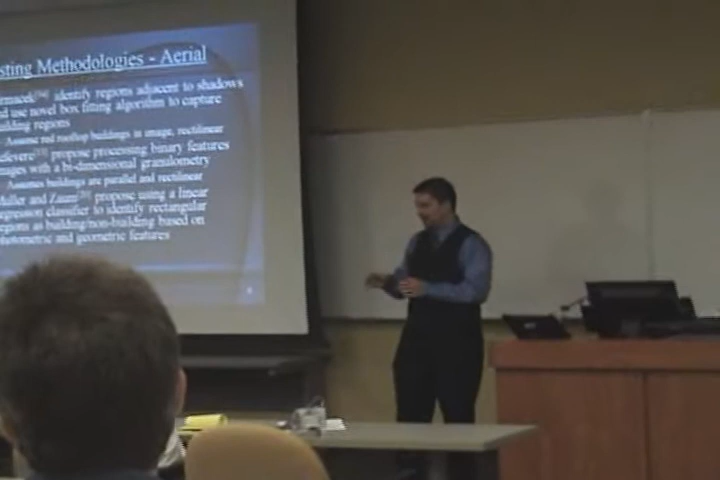 sting Methodologies - Aerial
identify regions adjacent to shadows
and use novel box fitting algorithm to capture
building regions
Assume red rooftop buildings in image, rectilinear
propose processing binary features
images with a bi-dimensional granulometry
Assumes buildings are parallel and rectilinear
Muller and propose using a linear
regression classifier to identify rectangular
regions as building/non-building based on
photometric and geometric features